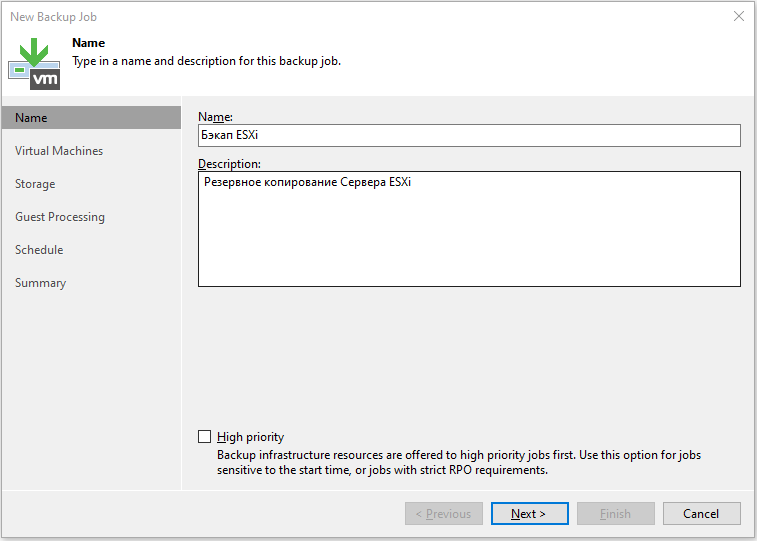 New Backup Job
Name
Type in a name and description for this backup job.
vm
Name
Virtual Machines
Storage
Guest Processing
Schedule
Summary
Name:
Бэкап ESXi
Description:
Резервное копирование Сервера ESXi
High priority
Backup infrastructure resources are offered to high priority jobs first. Use this option for jobs
sensitive to the start time, or jobs with strict RPO requirements.
< Previous
Next >
Finish
Cancel